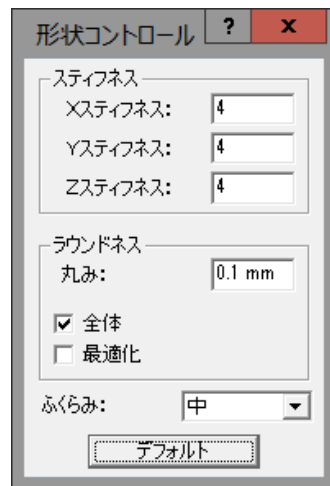 形状コントロール ? x
スティフネス
Xスティフネス: 4
Yスティフネス: 4
Zスティフネス: 4
ラウンドネス
丸み: 0.1 mm
全体
最適化
ふくらみ: 中
デフォルト